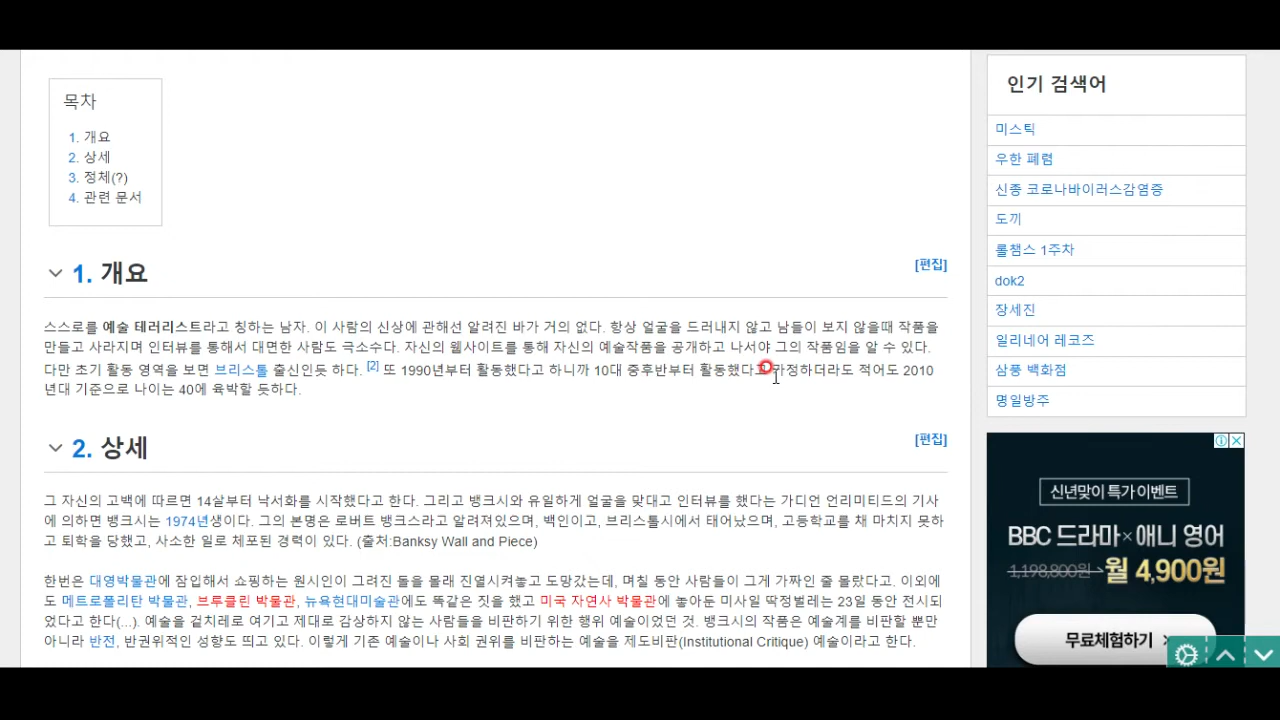 목차
1. 개요
2. 상세
3. 정체(?)
4. 관련 문서
1. 개요
[편집]
스스로를 예술 테러리스트라고 칭하는 남자. 이 사람의 신상에 관해선 알려진 바가 거의 없다. 항상 얼굴을 드러내지 않고 남들이 보지 않을때 작품을
만들고 사라지며 인터뷰를 통해서 대면한 사람도 극소수다. 자신의 웹사이트를 통해 자신의 예술작품을 공개하고 나서야 그의 작품임을 알 수 있다.
다만 초기 활동 영역을 보면 브리스톨 출신인듯 하다. [2] 또 1990년부터 활동했다고 하니까 10대 중후반부터 활동했다고 가정하더라도 적어도 2010
년대 기준으로 나이는 40에 육박할 듯하다.
2. 상세
[편집]
그 자신의 고백에 따르면 14살부터 낙서화를 시작했다고 한다. 그리고 뱅크시와 유일하게 얼굴을 맞대고 인터뷰를 했다는 가디언 언리미티드의 기사
에 의하면 뱅크시는 1974년생이다. 그의 본명은 로버트 뱅크스라고 알려져있으며, 백인이고, 브리스톨시에서 태어났으며, 고등학교를 채 마치지 못하
고 퇴학을 당했고, 사소한 일로 체포된 경력이 있다. (출처:Banksy Wall and Piece)
한번은 대영박물관에 잠입해서 쇼핑하는 원시인이 그려진 돌을 몰래 진열시켜놓고 도망갔는데, 며칠 동안 사람들이 그게 가짜인 줄 몰랐다고. 이외에
도 메트로폴리탄 박물관, 브루클린 박물관, 뉴욕현대미술관에도 똑같은 짓을 했고 미국 자연사 박물관에 놓아둔 미사일 딱정벌레는 23일 동안 전시되
었다고 한다(...). 예술을 겉치레로 여기고 제대로 감상하지 않는 사람들을 비판하기 위한 행위 예술이었던 것. 뱅크시의 작품은 예술계를 비판할 뿐만
아니라 반전, 반권위적인 성향도 띄고 있다. 이렇게 기존 예술이나 사회 권위를 비판하는 예술을 제도비판(Institutional Critique) 예술이라고 한다.
인기 검색어
미스틱
우한 폐렴
신종 코로나바이러스감염증
도끼
롤챔스 1주차
dok2
장세진
일리네어 레코즈
삼풍 백화점
명일방주
신년맞이 특가 이벤트
BBC 드라마×애니 영어
1,198,800원→월 4,900원
무료체험하기 >